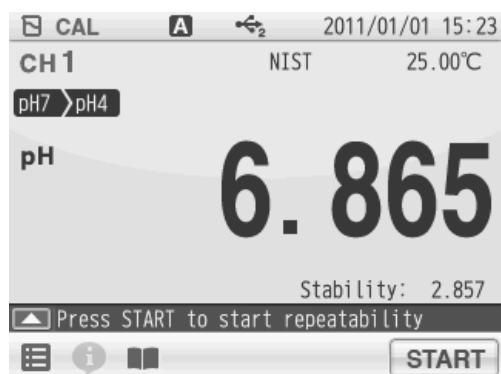 CAL A 2 2011/01/01 15:23
CH1 NIST 25.00℃
pH7 pH4
pH 6.865
Stability: 2.857
Press START to start repeatability
START